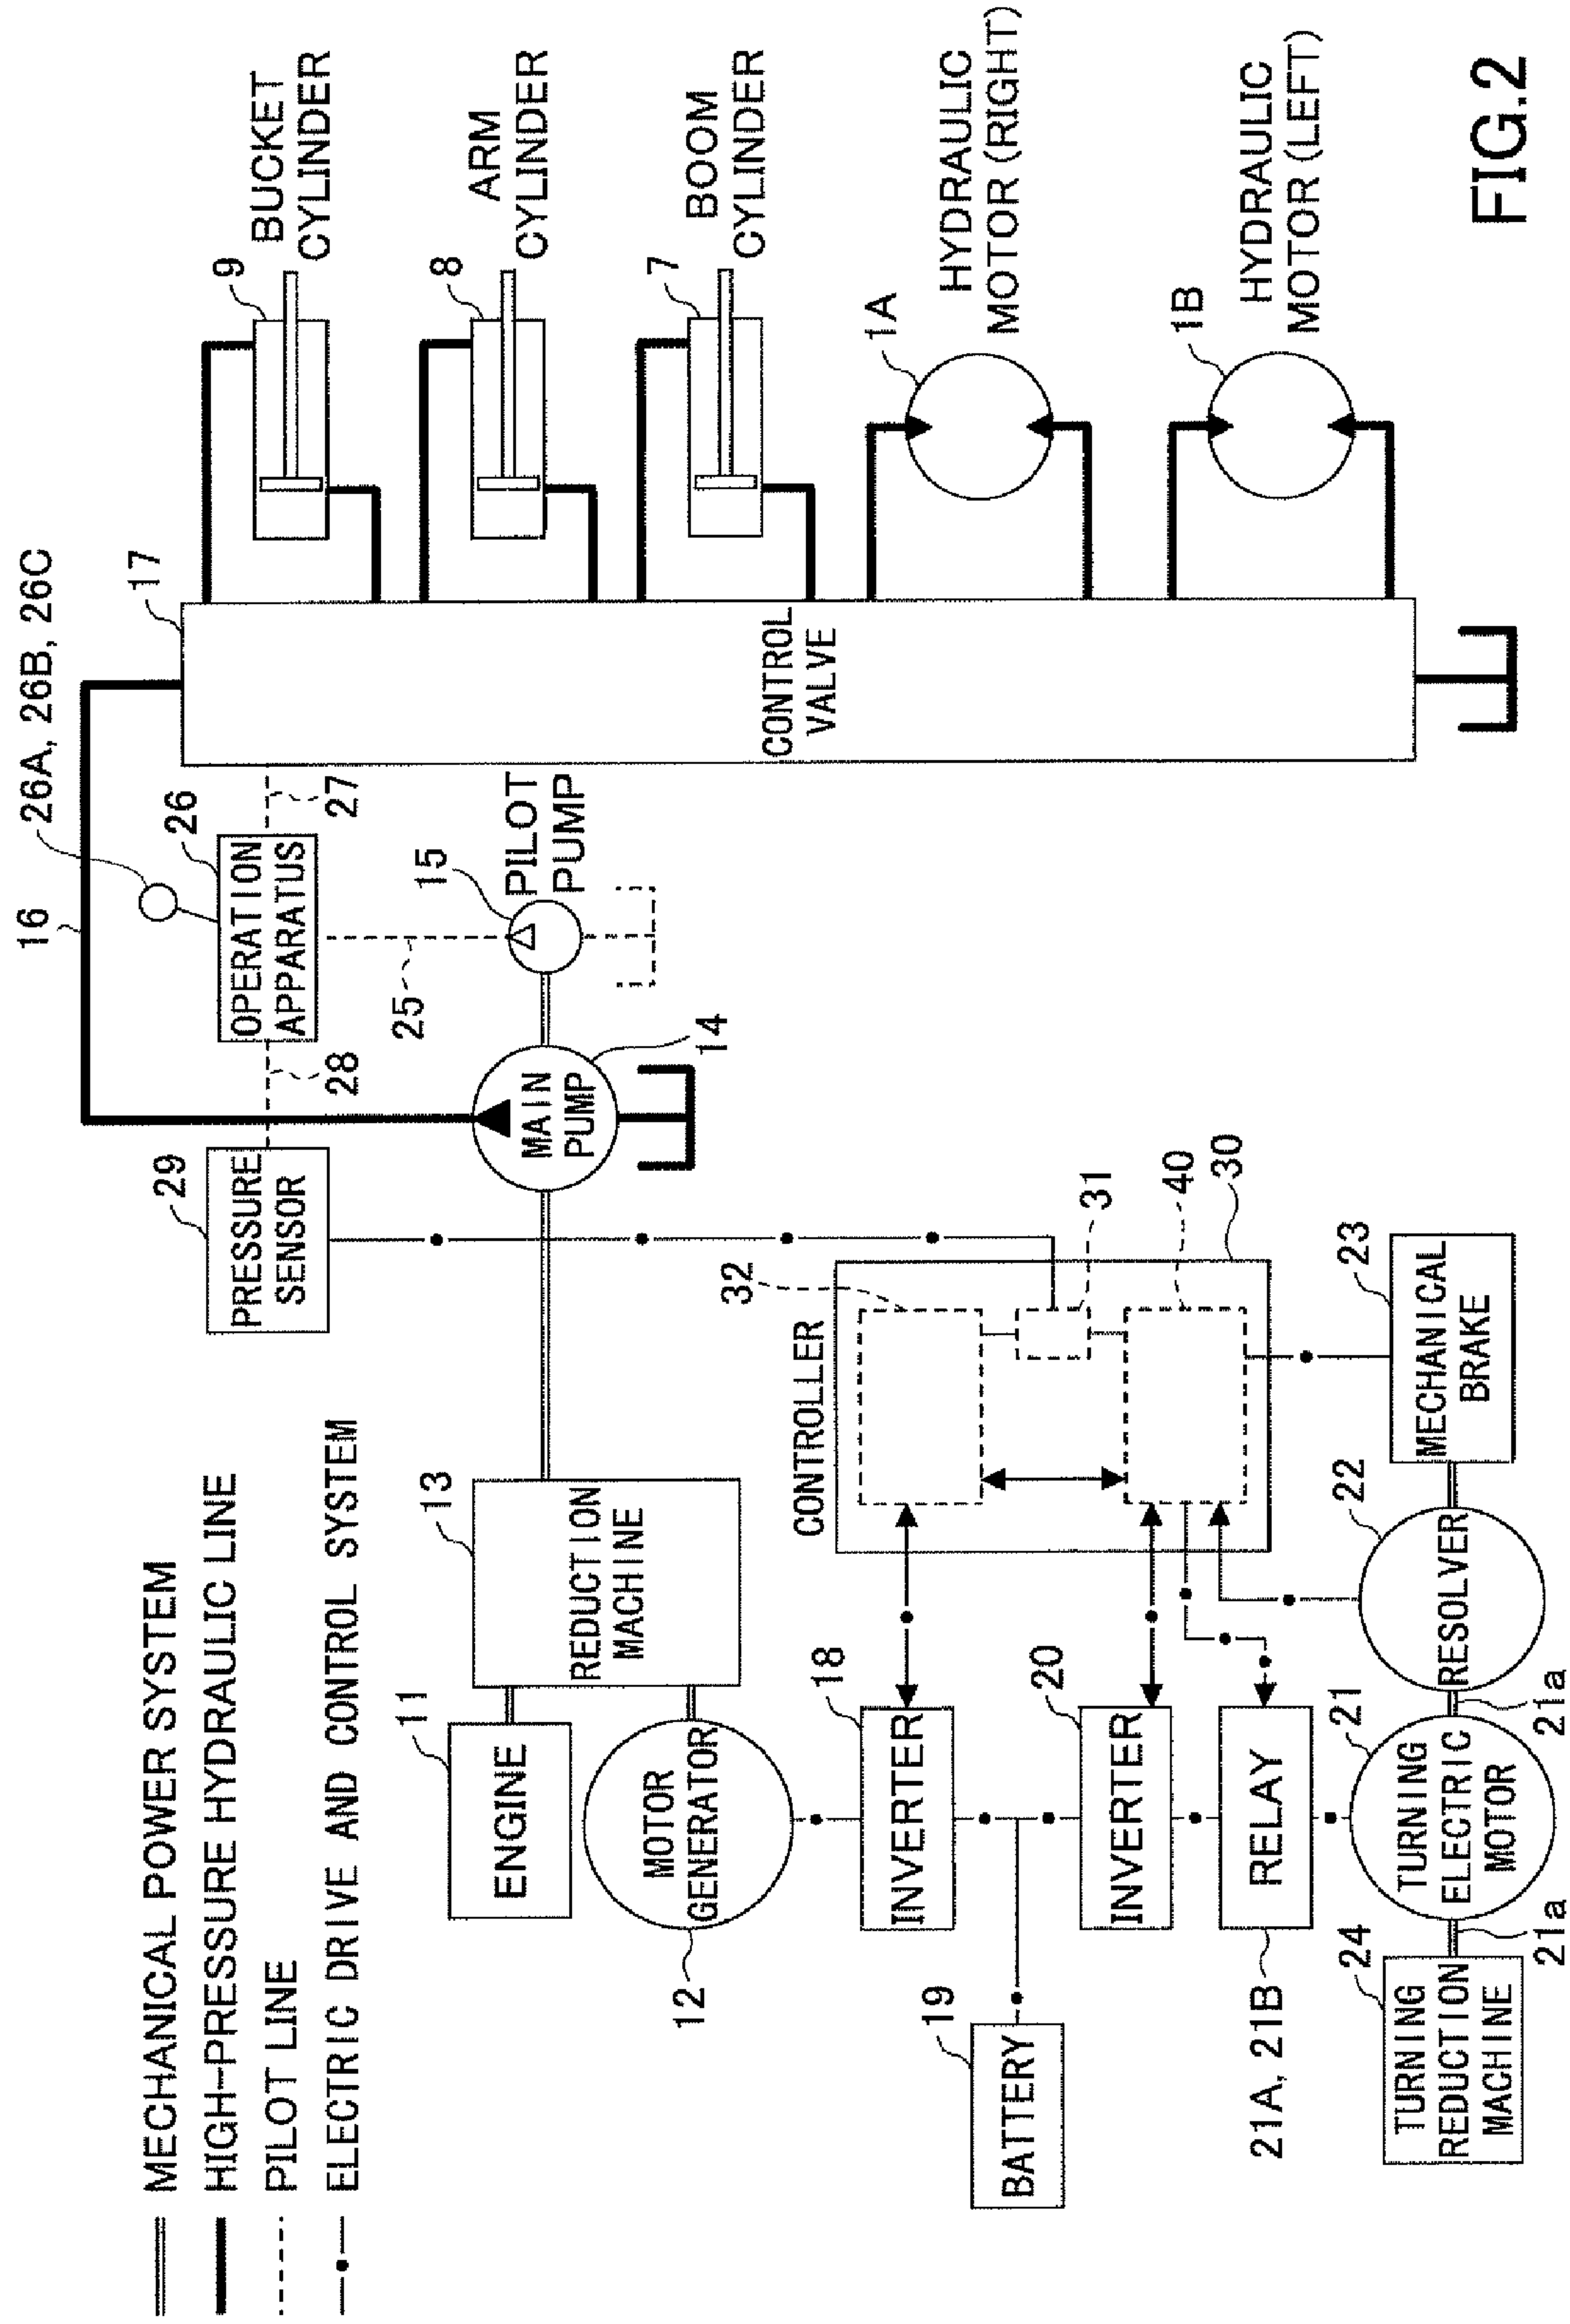 MECHANICAL POWER SYSTEM
HIGH-PRESSURE HYDRAULIC LINE
PILOT LINE
ELECTRIC DRIVE AND CONTROL SYSTEM
16
26A, 26B, 26C
17
29
PRESSURE
SENSOR
28
26
OPERATION
APPARATUS
27
25
15
PILOT
PUMP
9
BUCKET
CYLINDER
8
ARM
CYLINDER
7
BOOM
CYLINDER
11
ENGINE
13
REDUCTION
MACHINE
MAIN
PUMP
14
CONTROL
VALVE
12
MOTOR
GENERATOR
1A
HYDRAULIC
MOTOR (RIGHT)
1B
HYDRAULIC
MOTOR (LEFT)
18
INVERTER
CONTROLLER
32
31
40
30
19
BATTERY
20
INVERTER
21A, 21B
RELAY
24
TURNING
REDUCTION
MACHINE
21a
21
TURNING
ELECTRIC
MOTOR
21a
22
RESOLVER
23
MECHANICAL
BRAKE
FIG.2